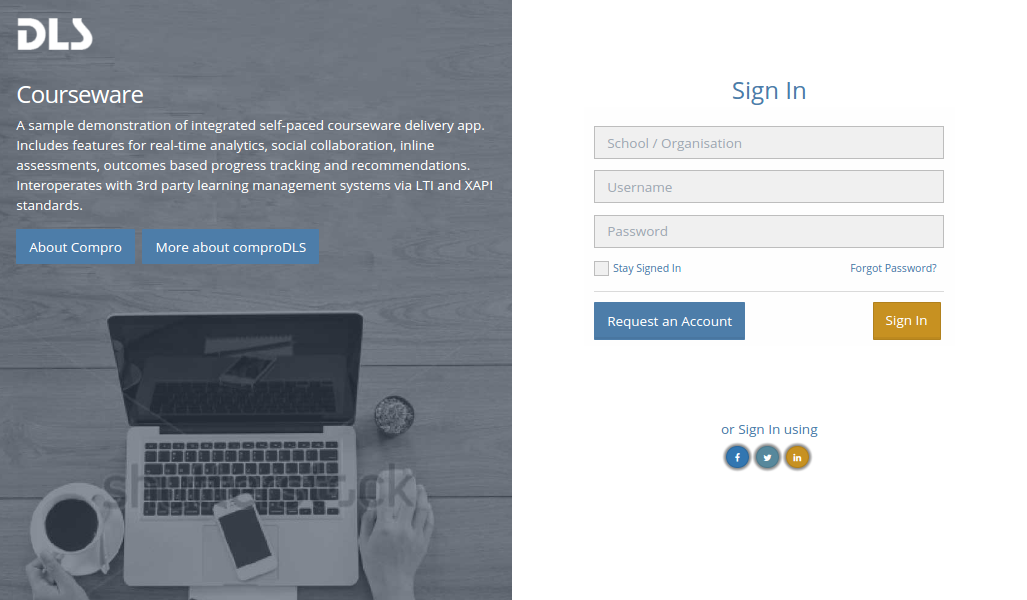 DLS
Courseware
A sample demonstration of integrated self-paced courseware delivery app.
Includes features for real-time analytics, social collaboration, inline
assessments, outcomes based progress tracking and recommendations.
Interoperates with 3rd party learning management systems via LTI and XAPI
standards.
About Compro
More about comproDLS
shutterstock
Sign In
School / Organisation
Username
Password
Stay Signed In
Forgot Password?
Request an Account
Sign In
or Sign In using
f
in